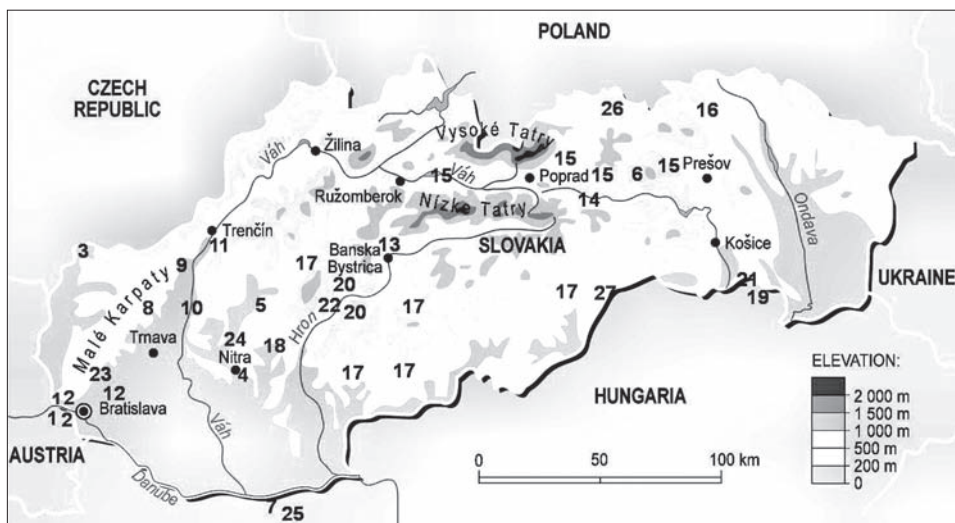 POLAND
CZECH
REPUBLIC
26
16
Vysoké Tatry
Váh
Žilina
15
15
Váh
Poprad
15
6
15
Prešov
Ružomberok
Nízke Tatry
14
Ondava
Trenčín
11
13
SLOVAKIA
Košice
3
Banska
Bystrica
9
17
UKRAINE
Malé Karpaty
20
17
27
21
19
8
10
5
22
20
17
Hron
Trnava
24
18
Nitra
4
17
17
23
12
12
12
Bratislava
HUNGARY
Váh
AUSTRIA
Danube
7
25
0
50
100 km
ELEVATION:
2 000 m
1 500 m
1 000 m
500 m
200 m
0